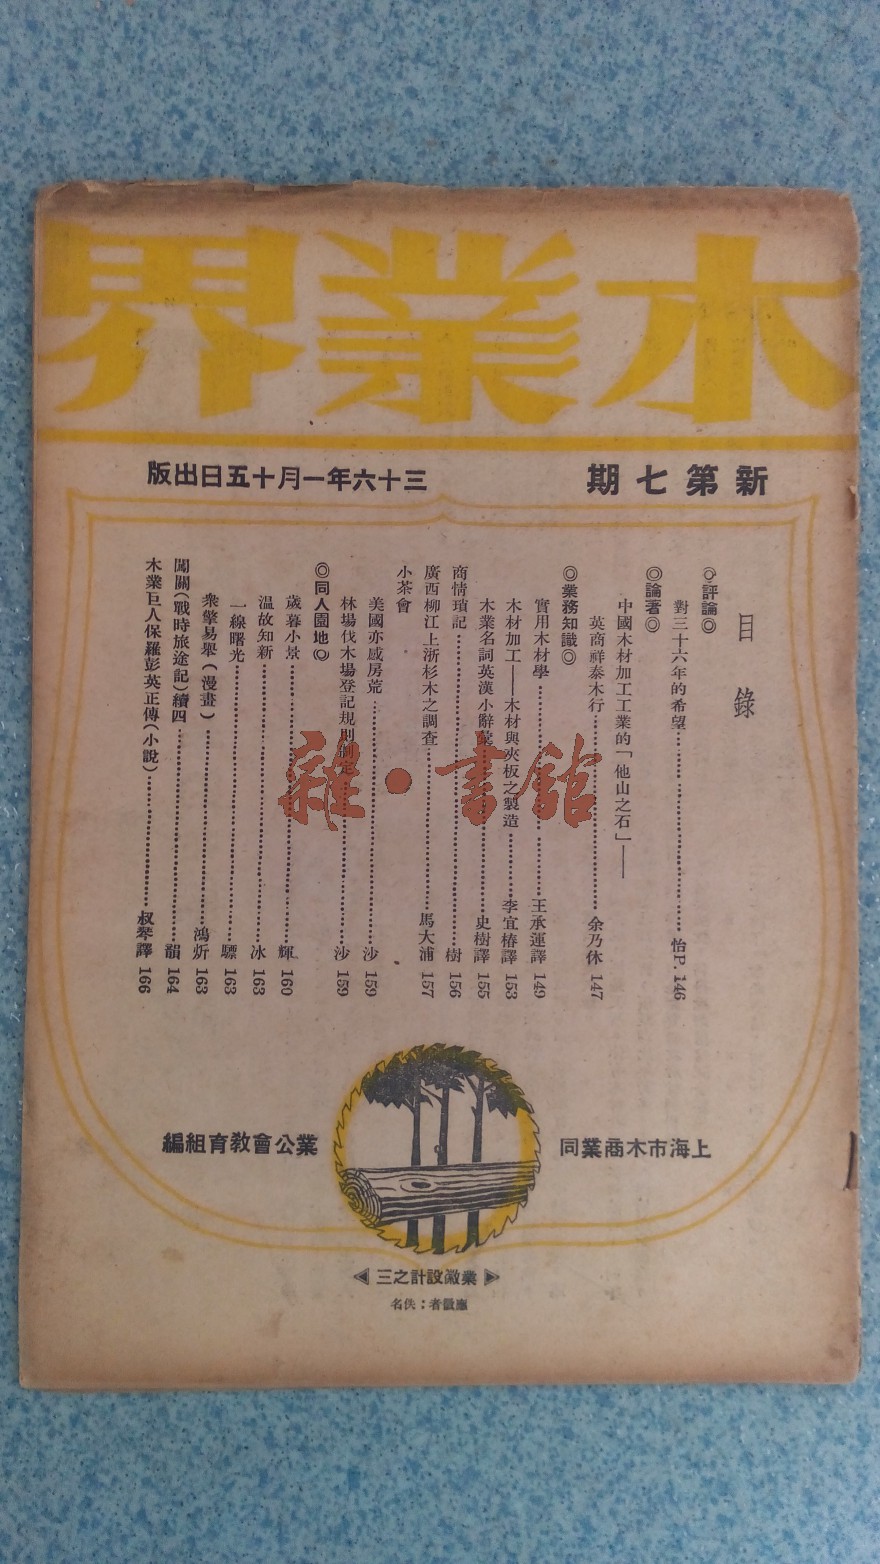 木業界
新第七期
三十六年一月十五日出版
目錄
◎評論◎
對三十六年的希望 怡 P. 146
◎論著◎
中國木材加工工業的「他山之石」——
英商祥泰木行 余乃休 147
◎業務知識◎
實用木材學 王承運譯 149
木材加工——木材與夾板之製造 李宜椿譯 153
木業名詞英漢小辭彙 史樹譯 155
商情瑣記 樹 156
廣西柳江上浙杉木之調查 馬大浦 157
小茶會
美國亦感房荒 沙 159
林場伐木場登記規則制定 沙 159
◎同人園地◎
歲暮小景 輝 160
温故知新 冰 163
一線曙光 驃 163
衆擎易舉(漫畫) 鴻炘 163
闖關(戰時旅途記)續四 韻 164
木業巨人保羅彭英正傳(小說) 叔琴譯 166
雜·書館
上海市木商業同業公會教育組編
業徽設計之三
應徵者：佚名